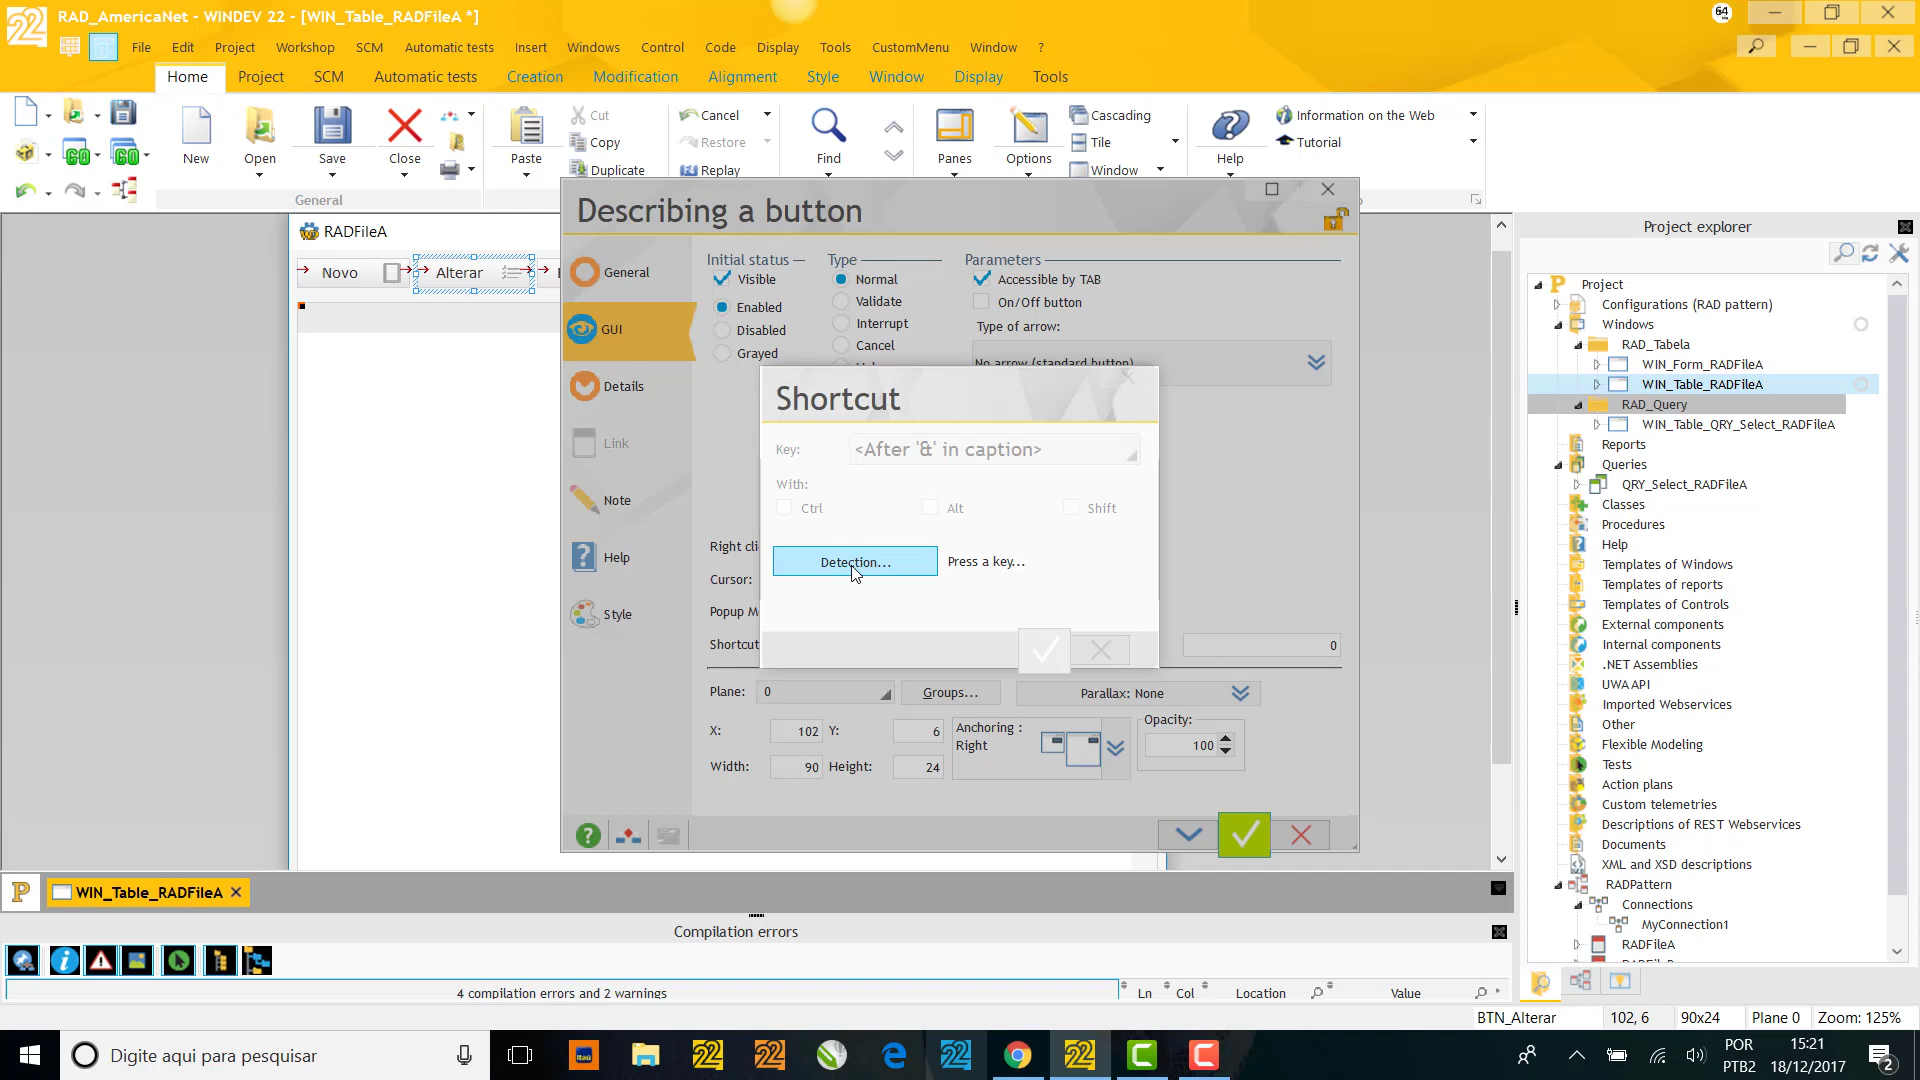 22
RAD_AmericaNet - WINDEV 22 - [WIN_Table_RADFileA *]
64
File Edit Project Workshop SCM Automatic tests Insert Windows Control Code Display Tools CustomMenu Window ?
Home Project SCM Automatic tests Creation Modification Alignment Style Window Display Tools
New
Open
Save
Close
General
Paste
Cut
Copy
Duplicate
Cancel
Restore
Replay
Find
Panes
Options
Cascading
Tile
Window
Help
Information on the Web
Tutorial
GO
GO
RADFileA
Novo
Alterar
Describing a button
General
GUI
Details
Link
Note
Help
Style
Initial status
Visible
Enabled
Disabled
Grayed
Type
Normal
Validate
Interrupt
Cancel
Parameters
Accessible by TAB
On/Off button
Type of arrow:
No arrow (standard button)
Shortcut
Key: <After '&' in caption>
With:
Ctrl Alt Shift
Detection... Press a key...
Right cli
Cursor:
Popup M
Shortcut
0
Plane: 0 Groups... Parallax: None
X: 102 Y: 6
Width: 90 Height: 24
Anchoring :
Right
Opacity:
100
Project explorer
Project
Configurations (RAD pattern)
Windows
RAD_Tabela
WIN_Form_RADFileA
WIN_Table_RADFileA
RAD_Query
WIN_Table_QRY_Select_RADFileA
Reports
Queries
QRY_Select_RADFileA
Classes
Procedures
Help
Templates of Windows
Templates of reports
Templates of Controls
External components
Internal components
.NET Assemblies
UWA API
Imported Webservices
Other
Flexible Modeling
Tests
Action plans
Custom telemetries
Descriptions of REST Webservices
Documents
XML and XSD descriptions
RADPattern
Connections
MyConnection1
RADFileA
P
WIN_Table_RADFileA
Compilation errors
4 compilation errors and 2 warnings
Ln Col Location Value
BTN_Alterar 102, 6 90x24 Plane 0 Zoom: 125%
Digite aqui para pesquisar
Itaú
22
22
22
22
POR
PTB2
15:21
18/12/2017
2